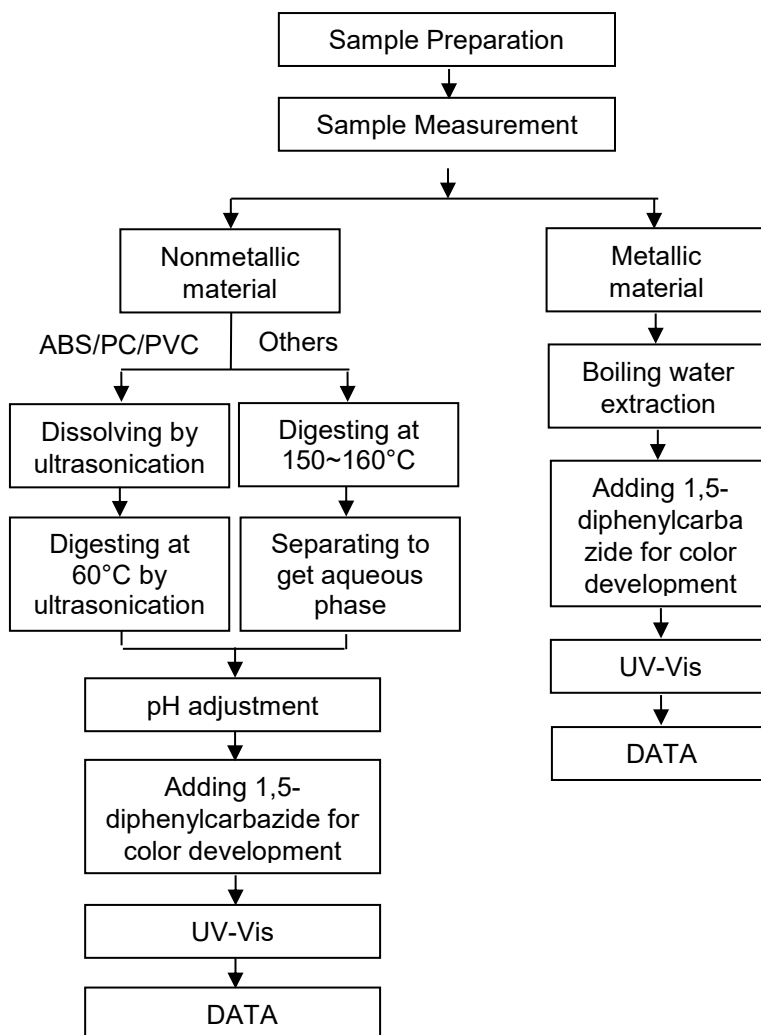 Sample Preparation
Sample Measurement
Nonmetallic
material
Metallic
material
ABS/PC/PVC
Others
Boiling water
extraction
Dissolving by
ultrasonication
Digesting at
150~160°C
Adding 1,5-
diphenylcarba
zide for color
development
Digesting at
60°C by
ultrasonication
Separating to
get aqueous
phase
pH adjustment
UV-Vis
DATA
Adding 1,5-
diphenylcarbazide for
color development
UV-Vis
DATA